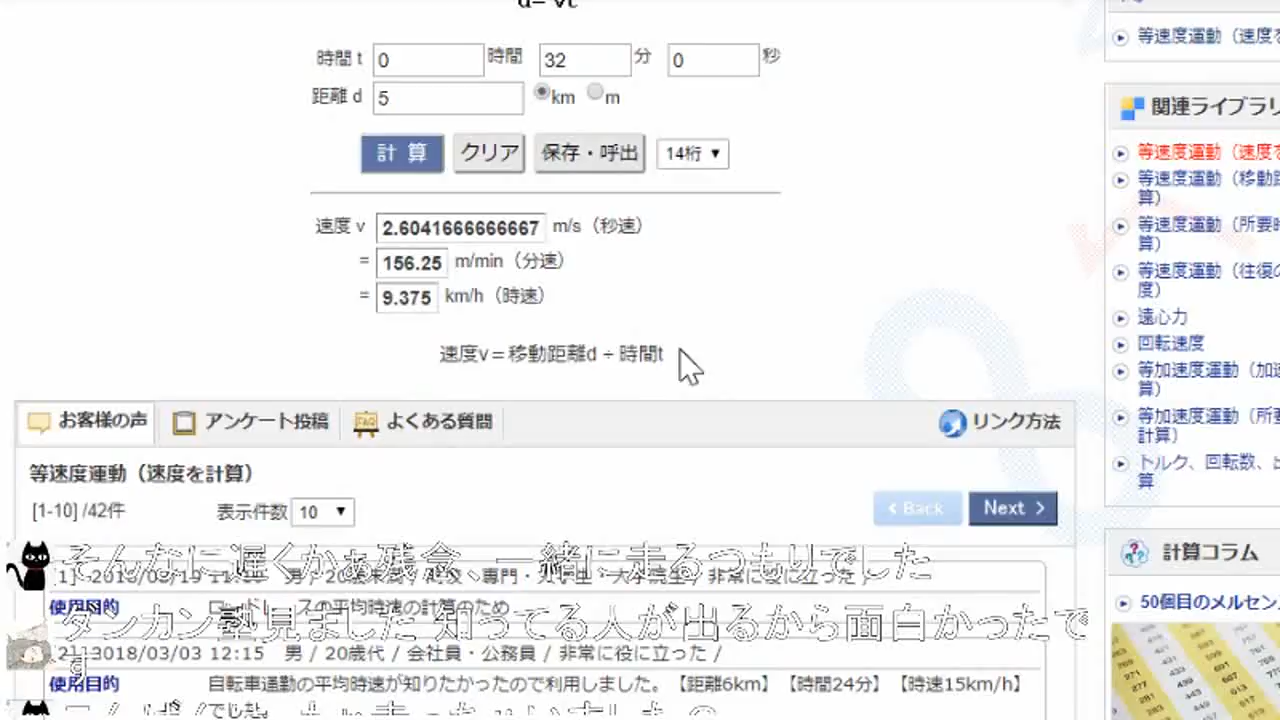 d= vt
時間 t 0 時間 32 分 0 秒
距離 d 5 km m
計 算 クリア 保存・呼出 14桁
速度 v 2.6041666666667 m/s（秒速）
= 156.25 m/min（分速）
= 9.375 km/h（時速）
速度v = 移動距離d ÷ 時間t
お客様の声 アンケート投稿 よくある質問 リンク方法
等速度運動（速度を計算）
[1-10] /42件 表示件数 10 Back Next
そんなに遅くかぁ残念、一緒に走るつもりでした
使用目的
ダンカン塾見ました 知ってる人が出るから面白かったです
2018/03/03 12:15 男 / 20歳代 / 会社員・公務員 / 非常に役に立った /
使用目的 自転車通勤の平均時速が知りたかったので利用しました。【距離6km】【時間24分】【時速15km/h】
でした。
等速度運動（速度を
関連ライブラリ
等速度運動（速度を
等速度運動（移動距
算）
等速度運動（所要時
算）
等速度運動（往復の
度）
遠心力
回転速度
等加速度運動（加速
算）
等加速度運動（所要
計算）
トルク、回転数、出
算
計算コラム
50個目のメルセン